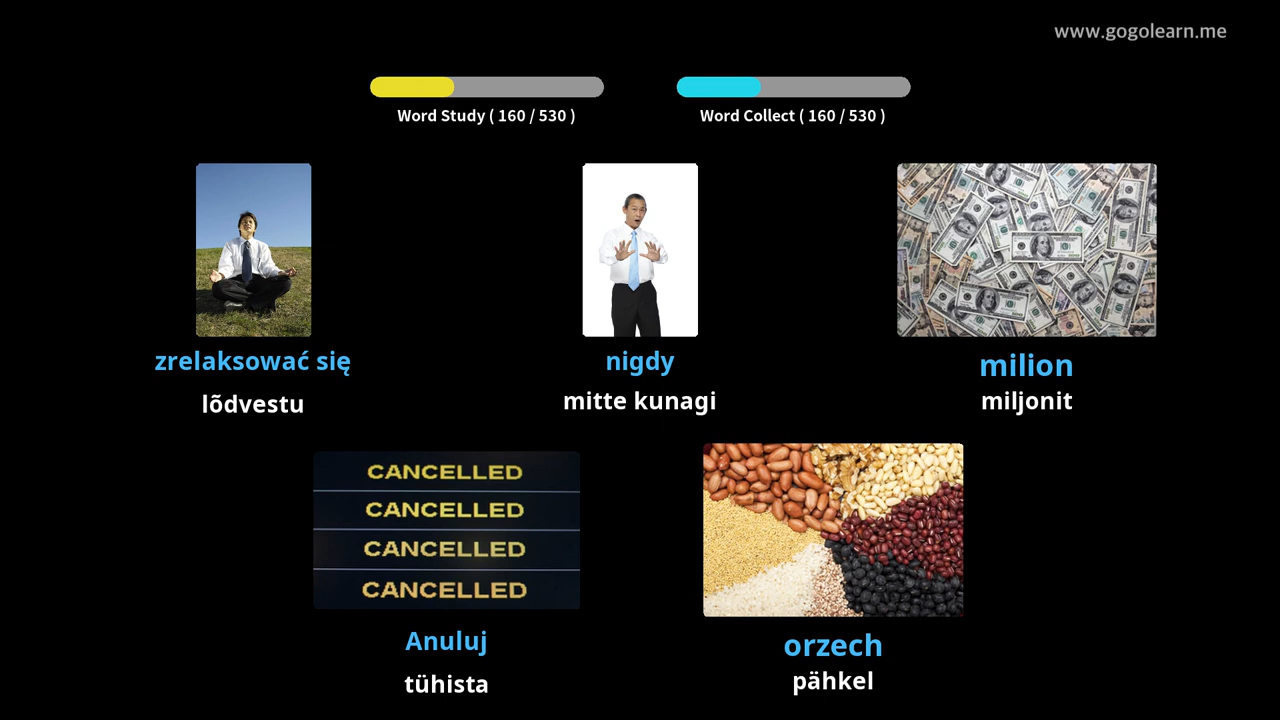 www.gogolearn.me
Word Study ( 160 / 530 )
Word Collect ( 160 / 530 )
zrelaksować się
lõdvestu
nigdy
mitte kunagi
milion
miljonit
CANCELLED
CANCELLED
CANCELLED
CANCELLED
Anuluj
tühista
orzech
pähkel